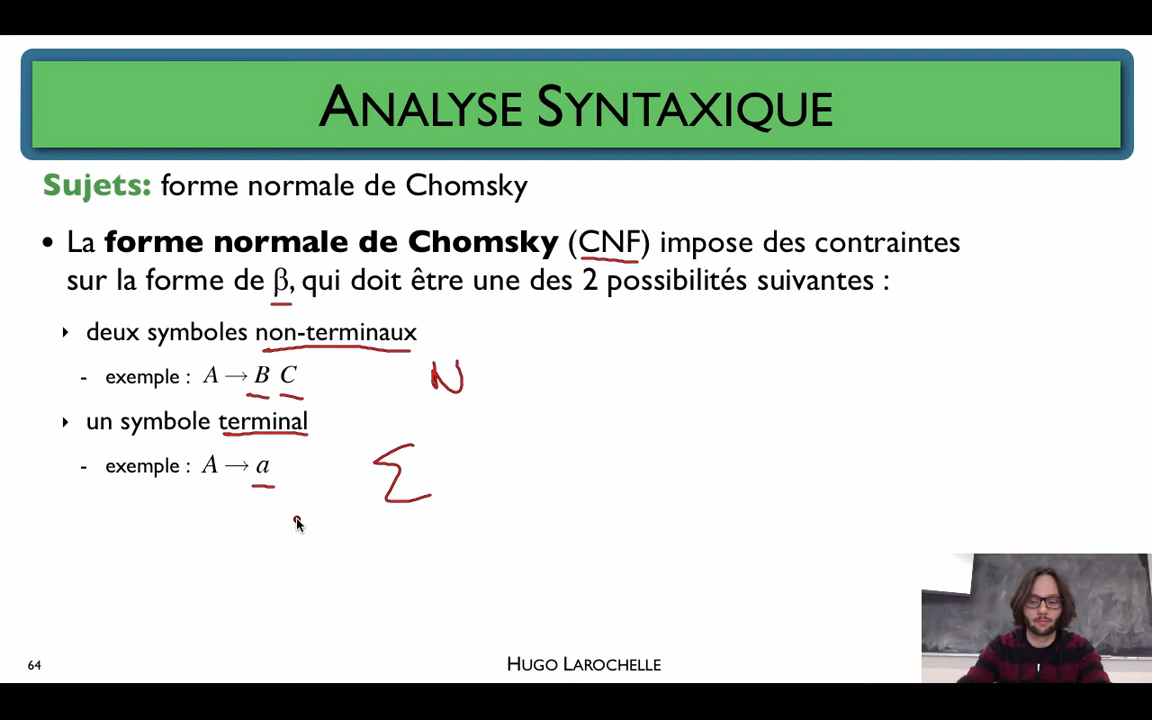 ANALYSE SYNTAXIQUE
Sujets: forme normale de Chomsky
• La forme normale de Chomsky (CNF) impose des contraintes
sur la forme de β, qui doit être une des 2 possibilités suivantes :
‣ deux symboles non-terminaux
- exemple : A → B C
N
‣ un symbole terminal
- exemple : A → a
Σ
64
HUGO LAROCHELLE